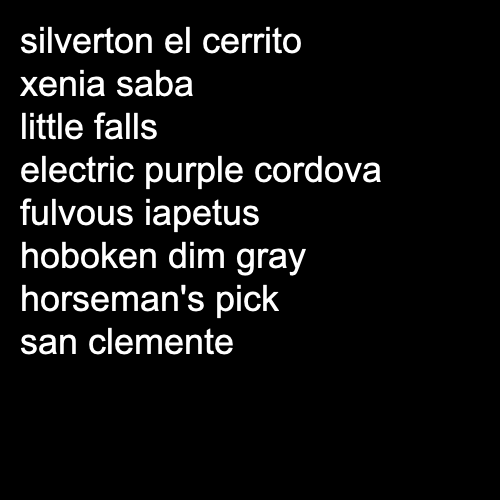 silverton el cerrito
xenia saba
little falls
electric purple cordova
fulvous iapetus
hoboken dim gray
horseman's pick
san clemente